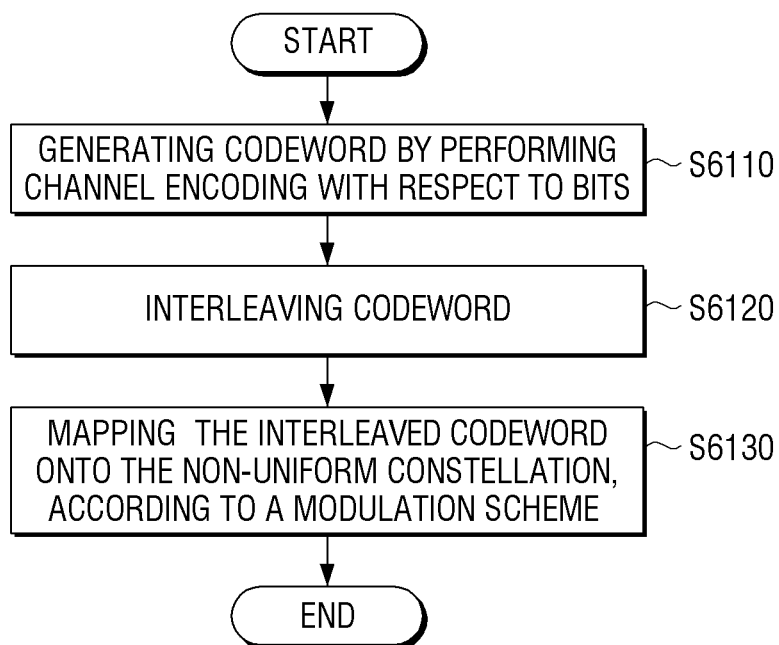 START
GENERATING CODEWORD BY PERFORMING
CHANNEL ENCODING WITH RESPECT TO BITS
S6110
INTERLEAVING CODEWORD
S6120
MAPPING THE INTERLEAVED CODEWORD
ONTO THE NON-UNIFORM CONSTELLATION,
ACCORDING TO A MODULATION SCHEME
S6130
END